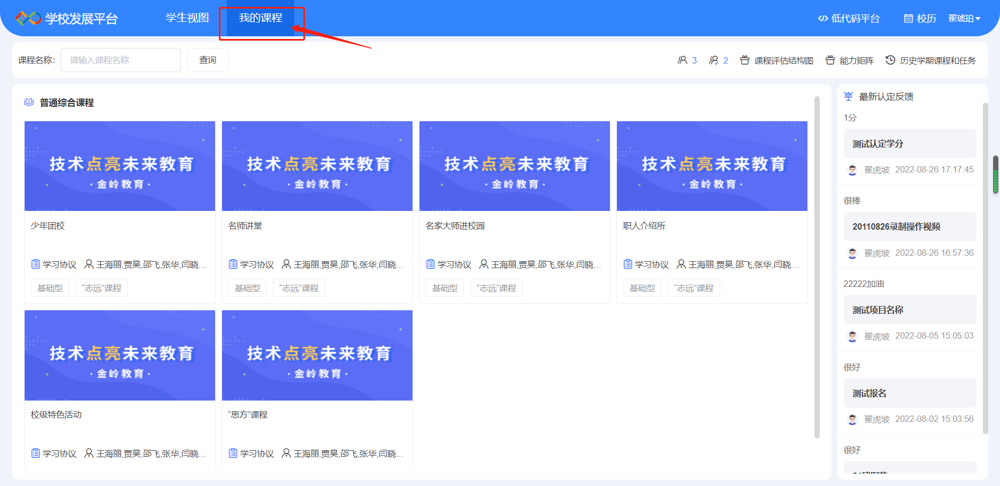 学校发展平台
学生视图
我的课程
低代码平台
校历
翟琥珀
课程名称:
请输入课程名称
查询
3
2
课程评估结构图
能力矩阵
历史学期课程和任务
普通综合课程
技术点亮未来教育
·金岭教育·
少年团校
学习协议
王海丽,贾昊,邵飞,张华,闫晓...
基础型
“志远”课程
技术点亮未来教育
·金岭教育·
名师讲堂
学习协议
王海丽,贾昊,邵飞,张华,闫晓...
基础型
“志远”课程
技术点亮未来教育
·金岭教育·
名家大师进校园
学习协议
王海丽,贾昊,邵飞,张华,闫晓...
基础型
“志远”课程
技术点亮未来教育
·金岭教育·
职人介绍所
学习协议
王海丽,贾昊,邵飞,张华,闫晓...
基础型
“志远”课程
技术点亮未来教育
·金岭教育·
校级特色活动
学习协议
王海丽,贾昊,邵飞,张华,闫晓...
技术点亮未来教育
·金岭教育·
“思方”课程
学习协议
王海丽,贾昊,邵飞,张华,闫晓...
最新认定反馈
1分
测试认定学分
翟虎坡 2022-08-26 17:17:45
很棒
20110826录制操作视频
翟虎坡 2022-08-26 16:57:36
22222加油
测试项目名称
翟虎坡 2022-08-05 15:05:03
很好
测试报名
翟虎坡 2022-08-02 15:03:56
很好